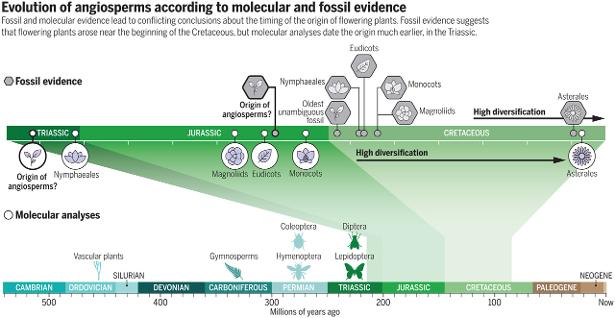 Evolution of angiosperms according to molecular and fossil evidence
Fossil and molecular evidence lead to conflicting conclusions about the timing of the origin of flowering plants. Fossil evidence suggests
that flowering plants arose near the beginning of the Cretaceous, but molecular analyses date the origin much earlier, in the Triassic.
Eudicots
Fossil evidence
Nymphaeales
Monocots
Asterales
Origin of
angiosperms?
Oldest
unambiguous
fossil
Magnoliids
High diversification
TRIASSIC
JURASSIC
CRETACEOUS
High diversification
Origin of
angiosperms?
Nymphaeales
Magnoliids
Eudicots
Monocots
Asterales
Molecular analyses
Coleoptera
Diptera
Vascular plants
Gymnosperms
Hymenoptera
Lepidoptera
SILURIAN
NEOGENE
CAMBRIAN
ORDOVICIAN
DEVONIAN
CARBONIFEROUS
PERMIAN
TRIASSIC
JURASSIC
CRETACEOUS
PALEOGENE
500
400
300
200
100
Now
Millions of years ago